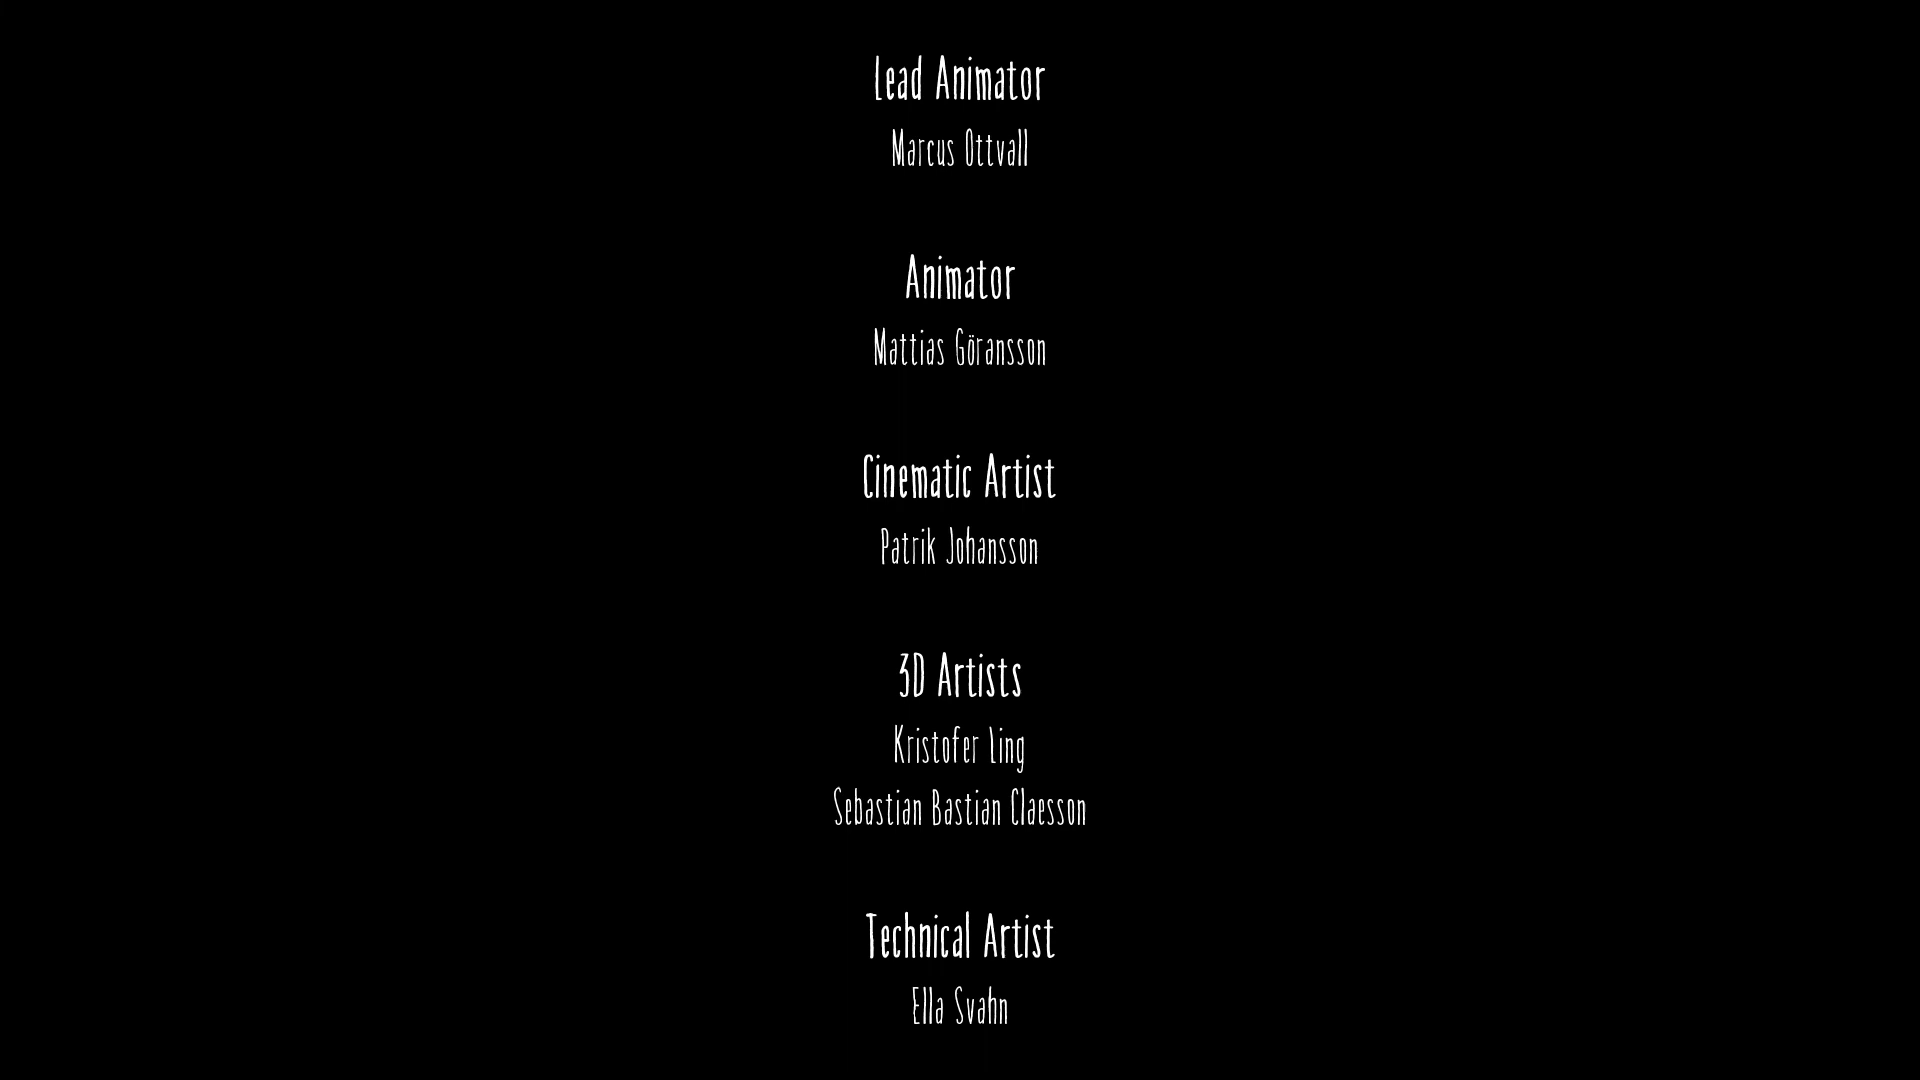 Lead Animator
Marcus Ottvall
Animator
Mattias Göransson
Cinematic Artist
Patrik Johansson
3D Artists
Kristofer Ling
Sebastian Bastian Claesson
Technical Artist
Ella Svahn